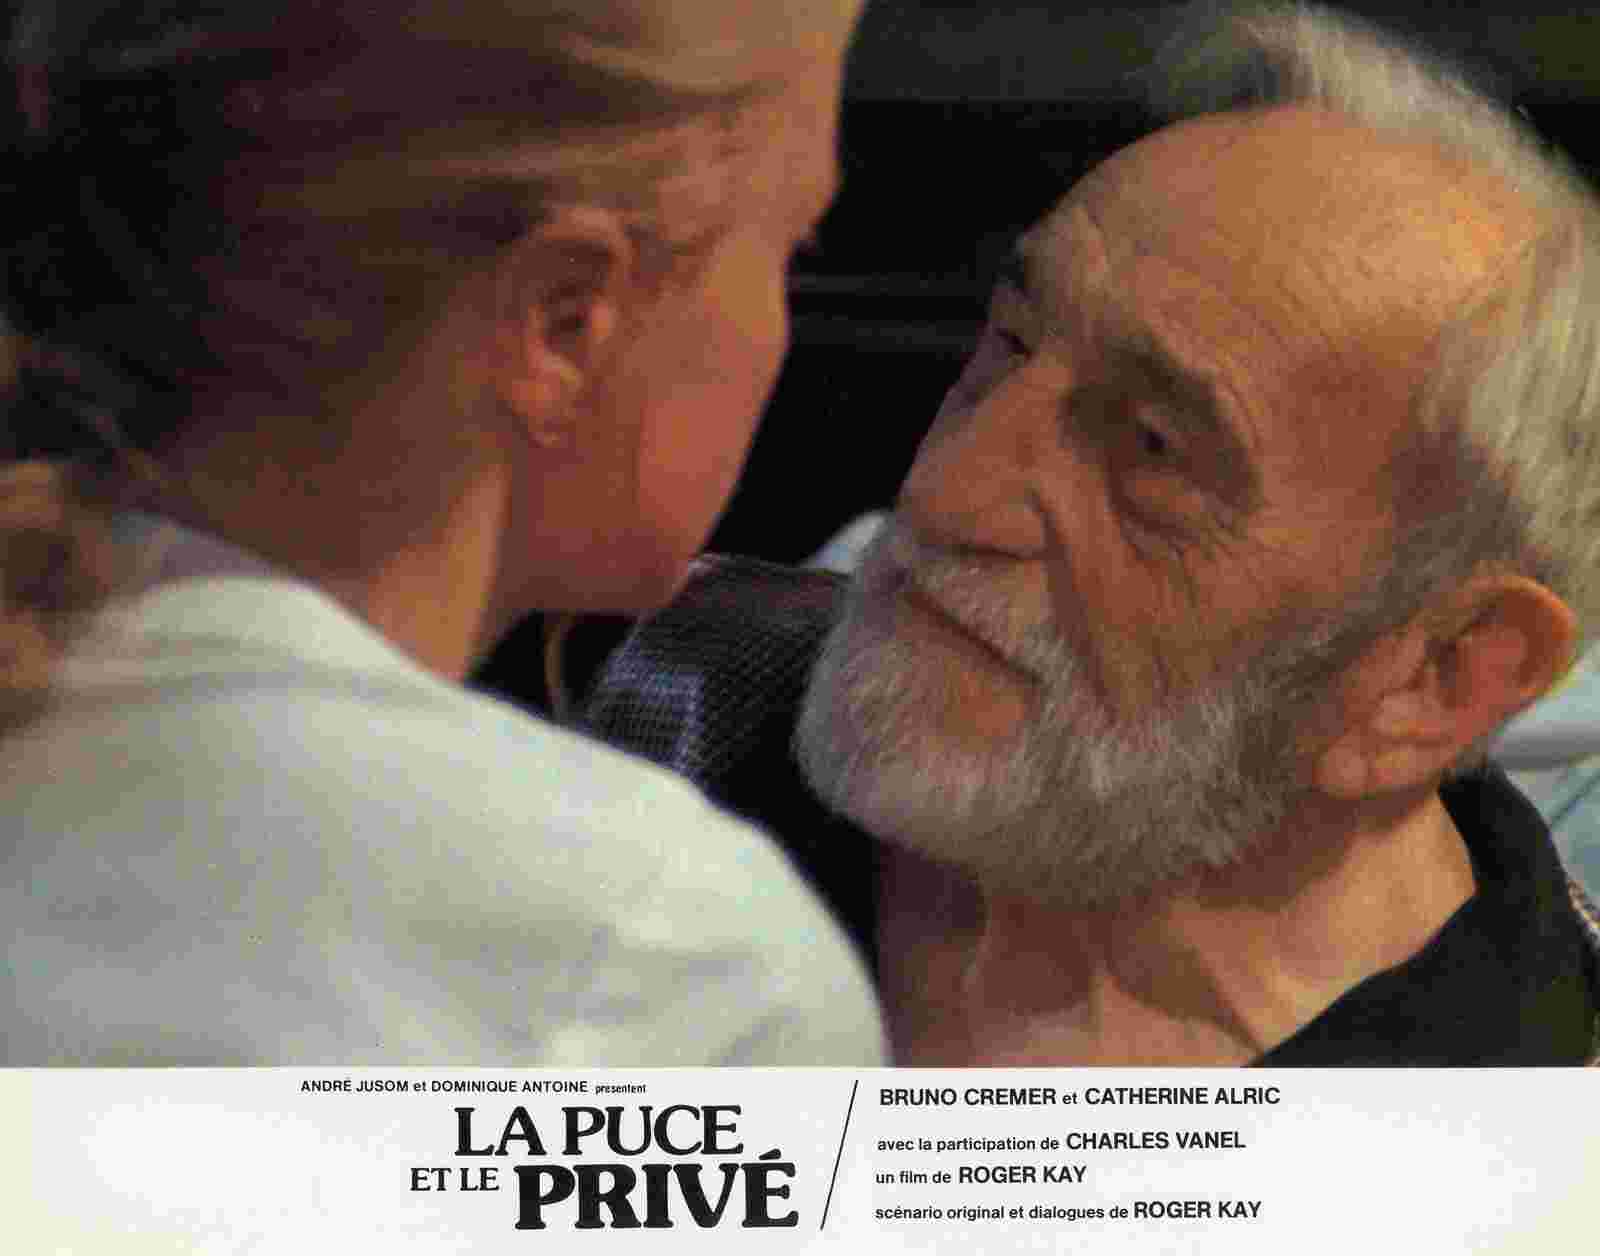 ANDRÉ JUSOM et DOMINIQUE ANTOINE presentent
LA PUCE
ET LE PRIVÉ
BRUNO CREMER et CATHERINE ALRIC
avec la participation de CHARLES VANEL
un film de ROGER KAY
scénario original et dialogues de ROGER KAY